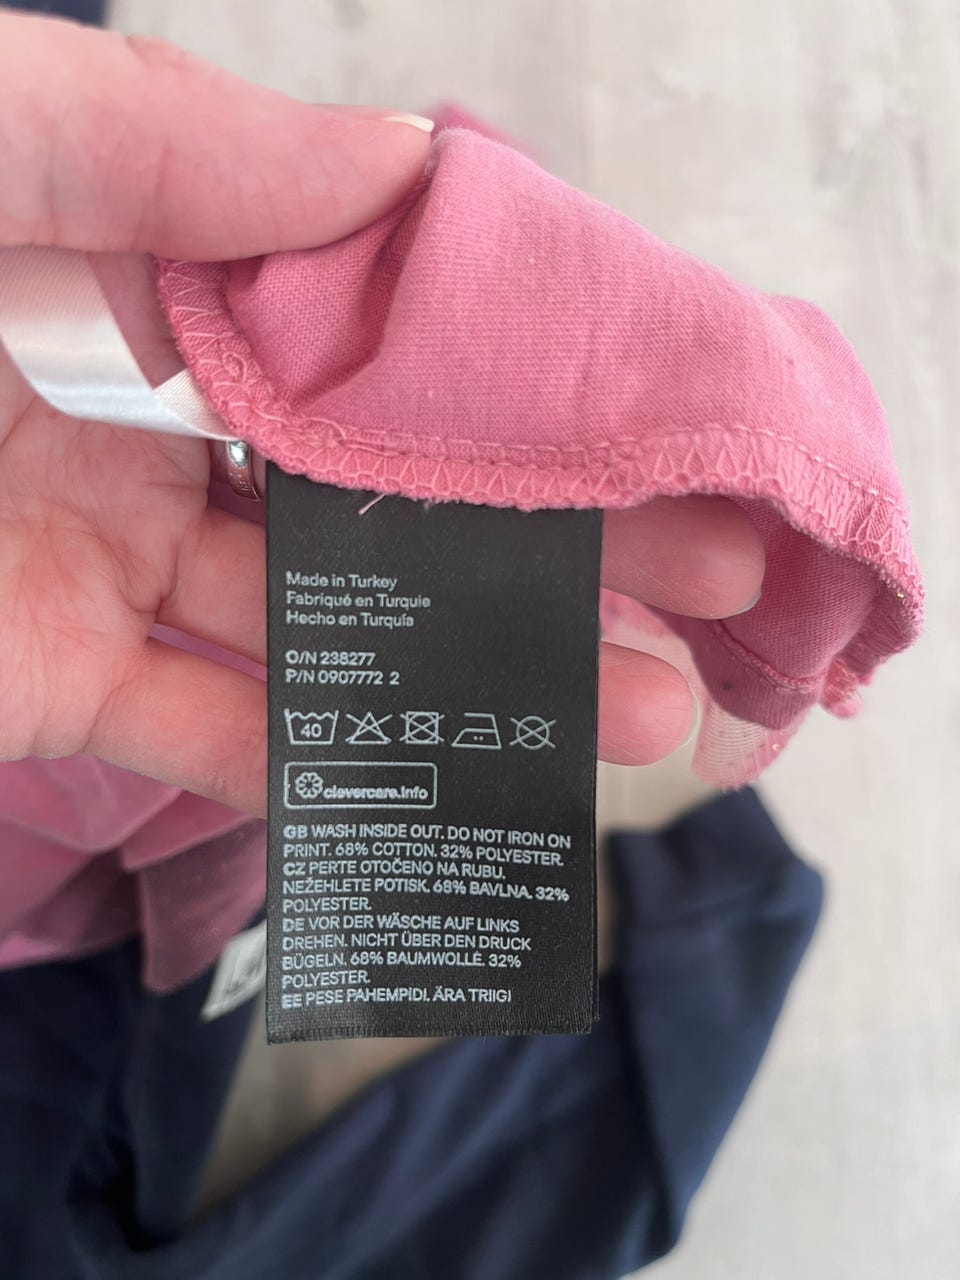 Made in Turkey
Fabriqué en Turquie
Hecho en Turquía
O/N 238277
P/N 0907772 2
40
clevercare.info
GB WASH INSIDE OUT. DO NOT IRON ON
PRINT. 68% COTTON. 32% POLYESTER.
CZ PERTE OTOČENO NA RUBU.
NEŽEHLETE POTISK. 68% BAVLNA. 32%
POLYESTER.
DE VOR DER WÄSCHE AUF LINKS
DREHEN. NICHT ÜBER DEN DRUCK
BÜGELN. 68% BAUMWOLLE. 32%
POLYESTER.
EE PESE PAHEMPIDI. ÄRA TRIIGI